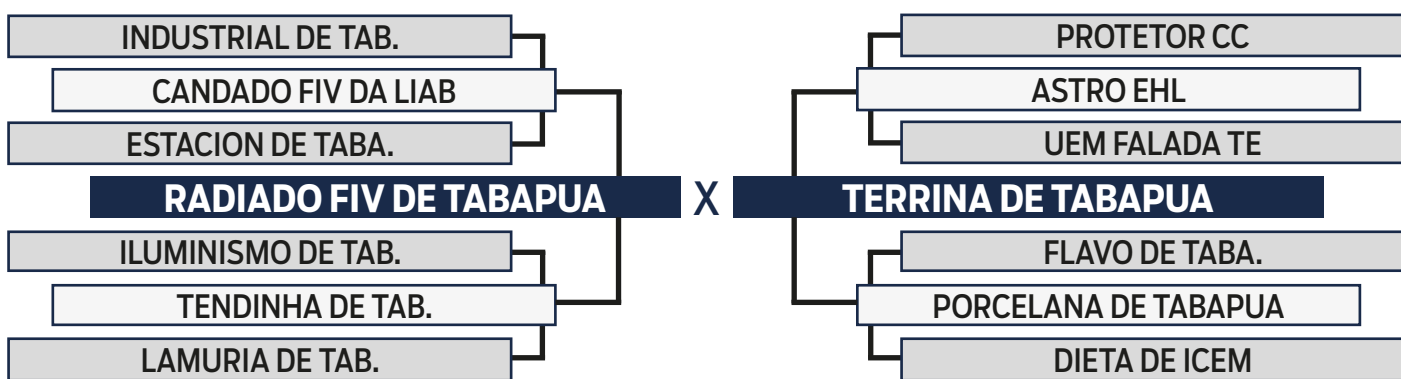 INDUSTRIAL DE TAB.
CANDADO FIV DA LIAB
ESTACION DE TABA.
RADIADO FIV DE TABAPUA
ILUMINISMO DE TAB.
TENDINHA DE TAB.
LAMURIA DE TAB.
X
PROTETOR CC
ASTRO EHL
UEM FALADA TE
TERRINA DE TABAPUA
FLAVO DE TABA.
PORCELANA DE TABAPUA
DIETA DE ICEM